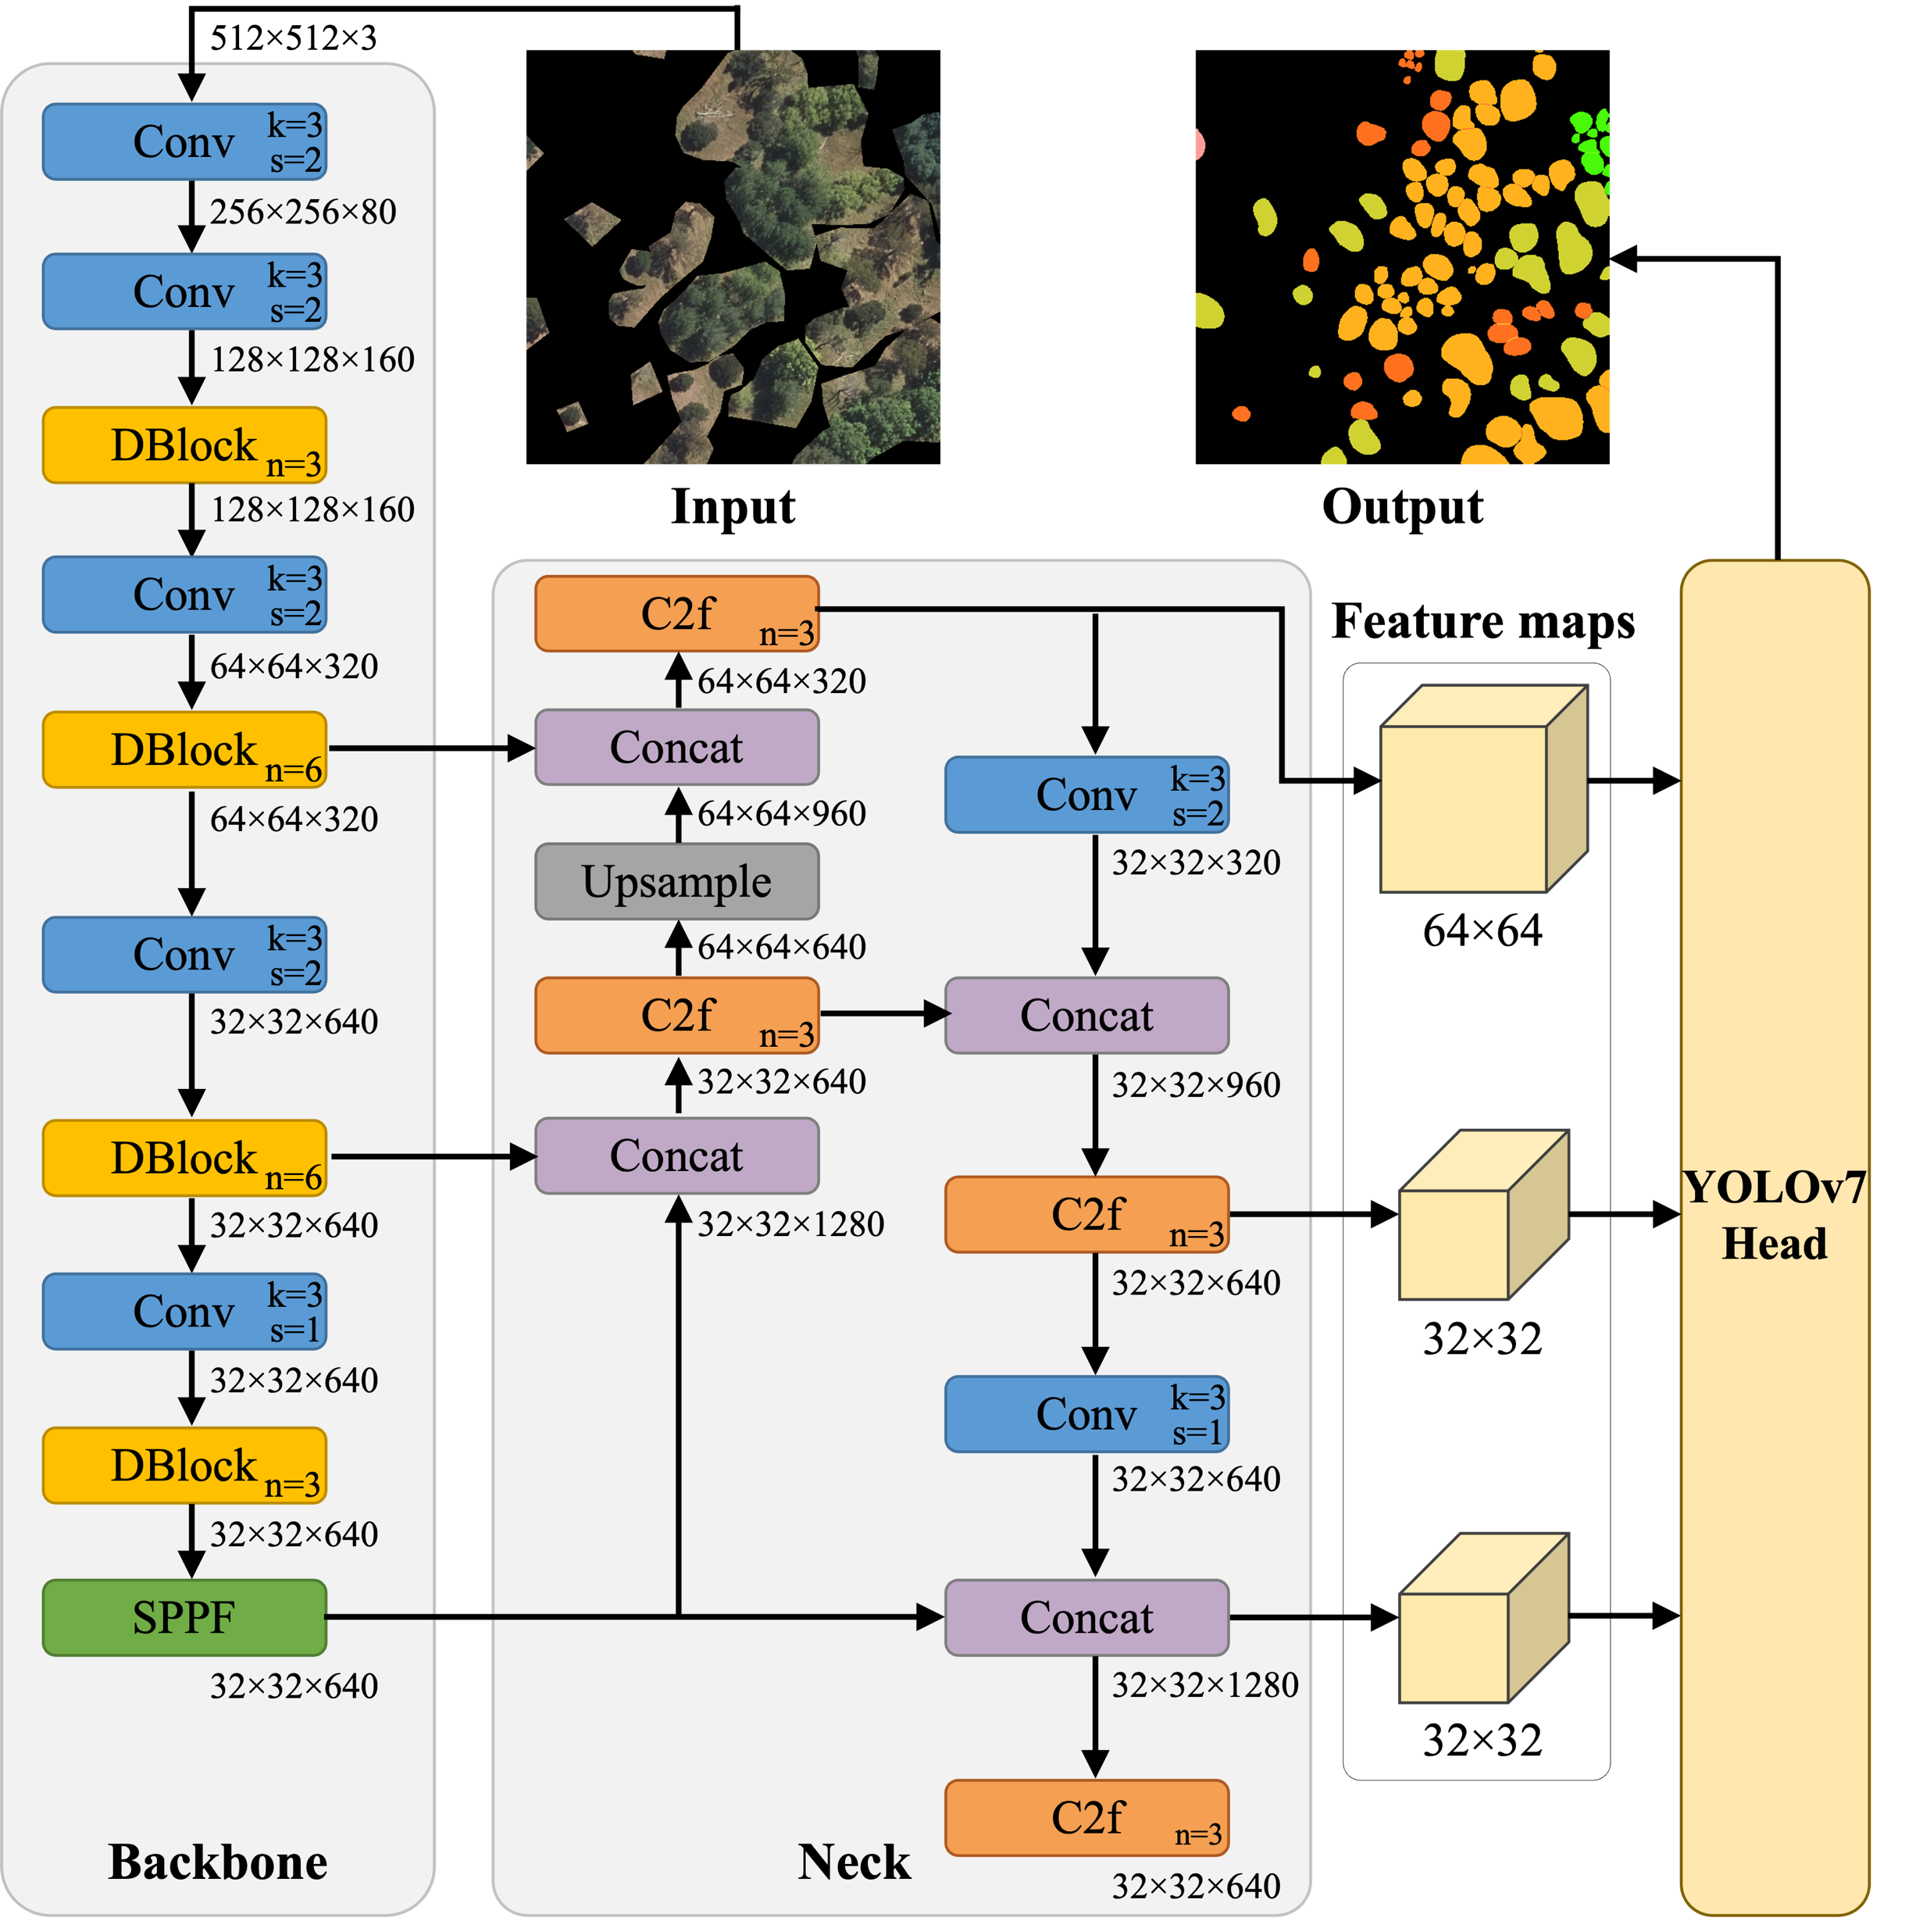 512×512×3
Conv k=3 s=2
256×256×80
Conv k=3 s=2
128×128×160
DBlock n=3
128×128×160
Conv k=3 s=2
64×64×320
DBlock n=6
64×64×320
Conv k=3 s=2
32×32×640
DBlock n=6
32×32×640
Conv k=3 s=1
32×32×640
DBlock n=3
32×32×640
SPPF
32×32×640
Backbone
Input
Output
C2f n=3
64×64×320
Concat
64×64×960
Upsample
64×64×640
C2f n=3
32×32×640
Concat
32×32×1280
Conv k=3 s=2
32×32×320
Concat
32×32×960
C2f n=3
32×32×640
Conv k=3 s=1
32×32×640
Concat
32×32×1280
C2f n=3
32×32×640
Neck
Feature maps
64×64
32×32
32×32
YOLOv7
Head